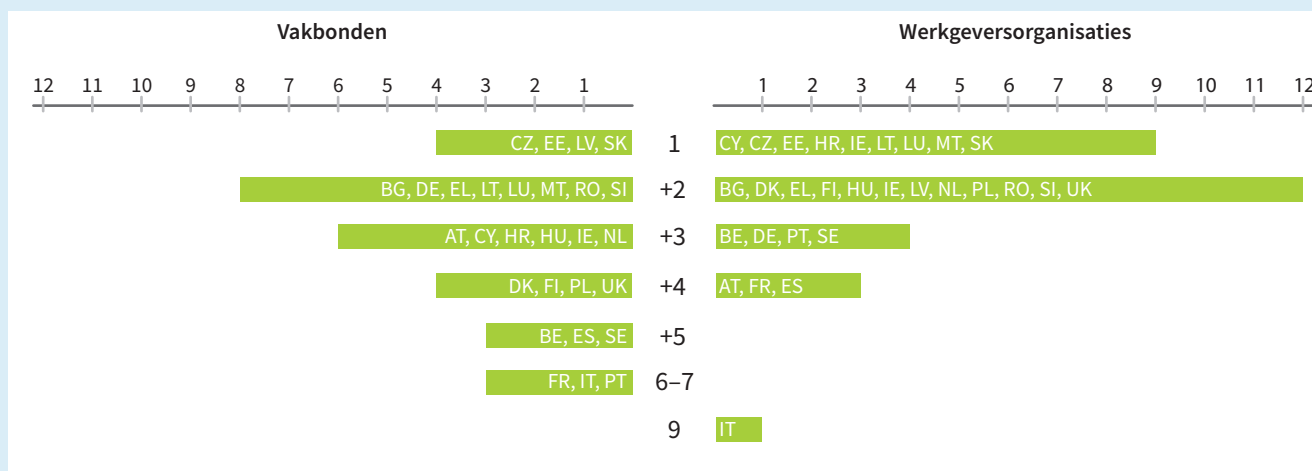 Vakbonden Werkgeversorganisaties
12 11 10 9 8 7 6 5 4 3 2 1 1 2 3 4 5 6 7 8 9 10 11 12
CZ, EE, LV, SK 1 CY, CZ, EE, HR, IE, LT, LU, MT, SK
BG, DE, EL, LT, LU, MT, RO, SI +2 BG, DK, EL, FI, HU, IE, LV, NL, PL, RO, SI, UK
AT, CY, HR, HU, IE, NL +3 BE, DE, PT, SE
DK, FI, PL, UK +4 AT, FR, ES
BE, ES, SE +5
FR, IT, PT 6–7
9 IT